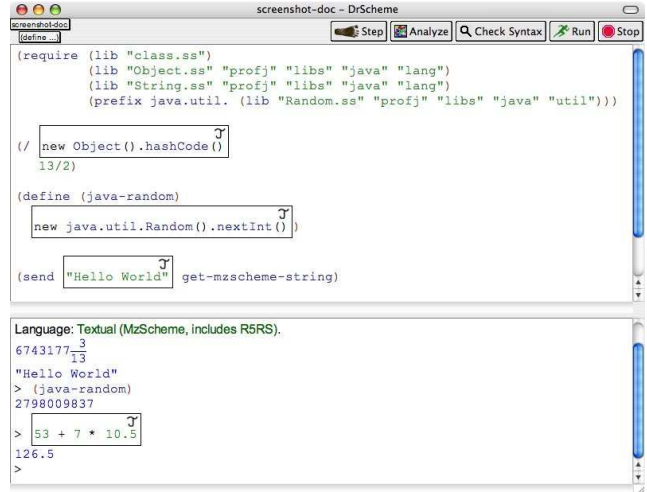 screenshot-doc - DrScheme
screenshot-doc
(define ...)
Step Analyze Check Syntax Run Stop
(require (lib "class.ss")
(lib "Object.ss" "profj" "libs" "java" "lang")
(lib "String.ss" "profj" "libs" "java" "lang")
(prefix java.util. (lib "Random.ss" "profj" "libs" "java" "util")))
(/ new Object().hashCode()
13/2)
(define (java-random)
new java.util.Random().nextInt() )
(send "Hello World" get-mzscheme-string)
Language: Textual (MzScheme, includes R5RS).
6743177 3/13
"Hello World"
> (java-random)
2798009837
> 53 + 7 * 10.5
126.5
>